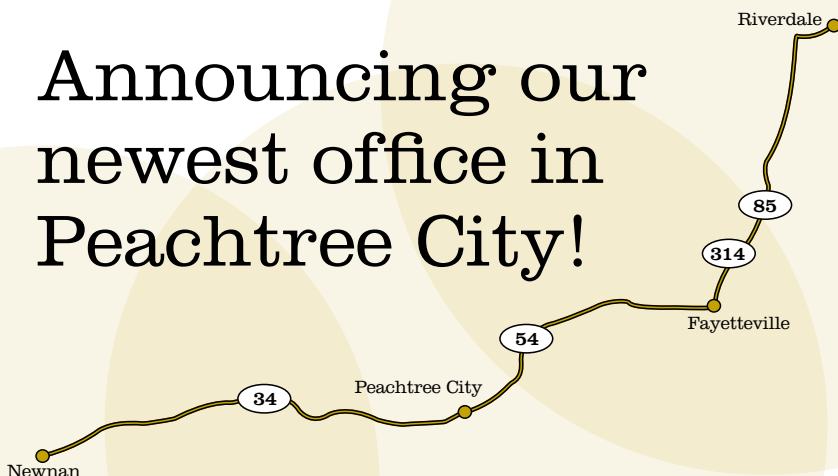 Riverdale
Announcing our
newest office in
Peachtree City!
85
314
Fayetteville
54
Peachtree City
34
Newnan